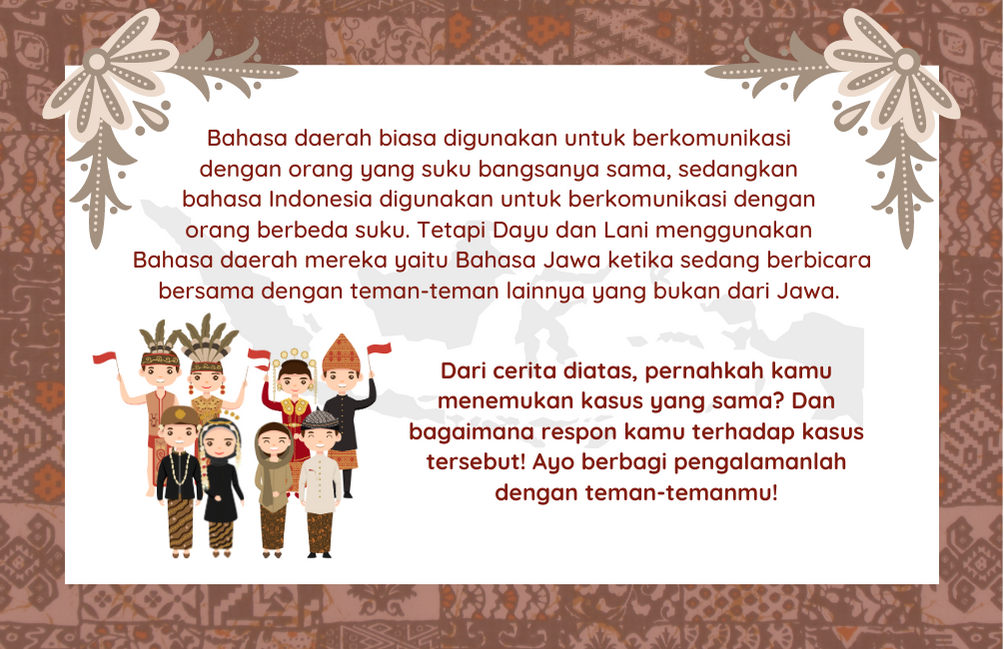 Bahasa daerah biasa digunakan untuk berkomunikasi
dengan orang yang suku bangsanya sama, sedangkan
bahasa Indonesia digunakan untuk berkomunikasi dengan
orang berbeda suku. Tetapi Dayu dan Lani menggunakan
Bahasa daerah mereka yaitu Bahasa Jawa ketika sedang berbicara
bersama dengan teman-teman lainnya yang bukan dari Jawa.
Dari cerita diatas, pernahkah kamu
menemukan kasus yang sama? Dan
bagaimana respon kamu terhadap kasus
tersebut! Ayo berbagi pengalamanlah
dengan teman-temanmu!